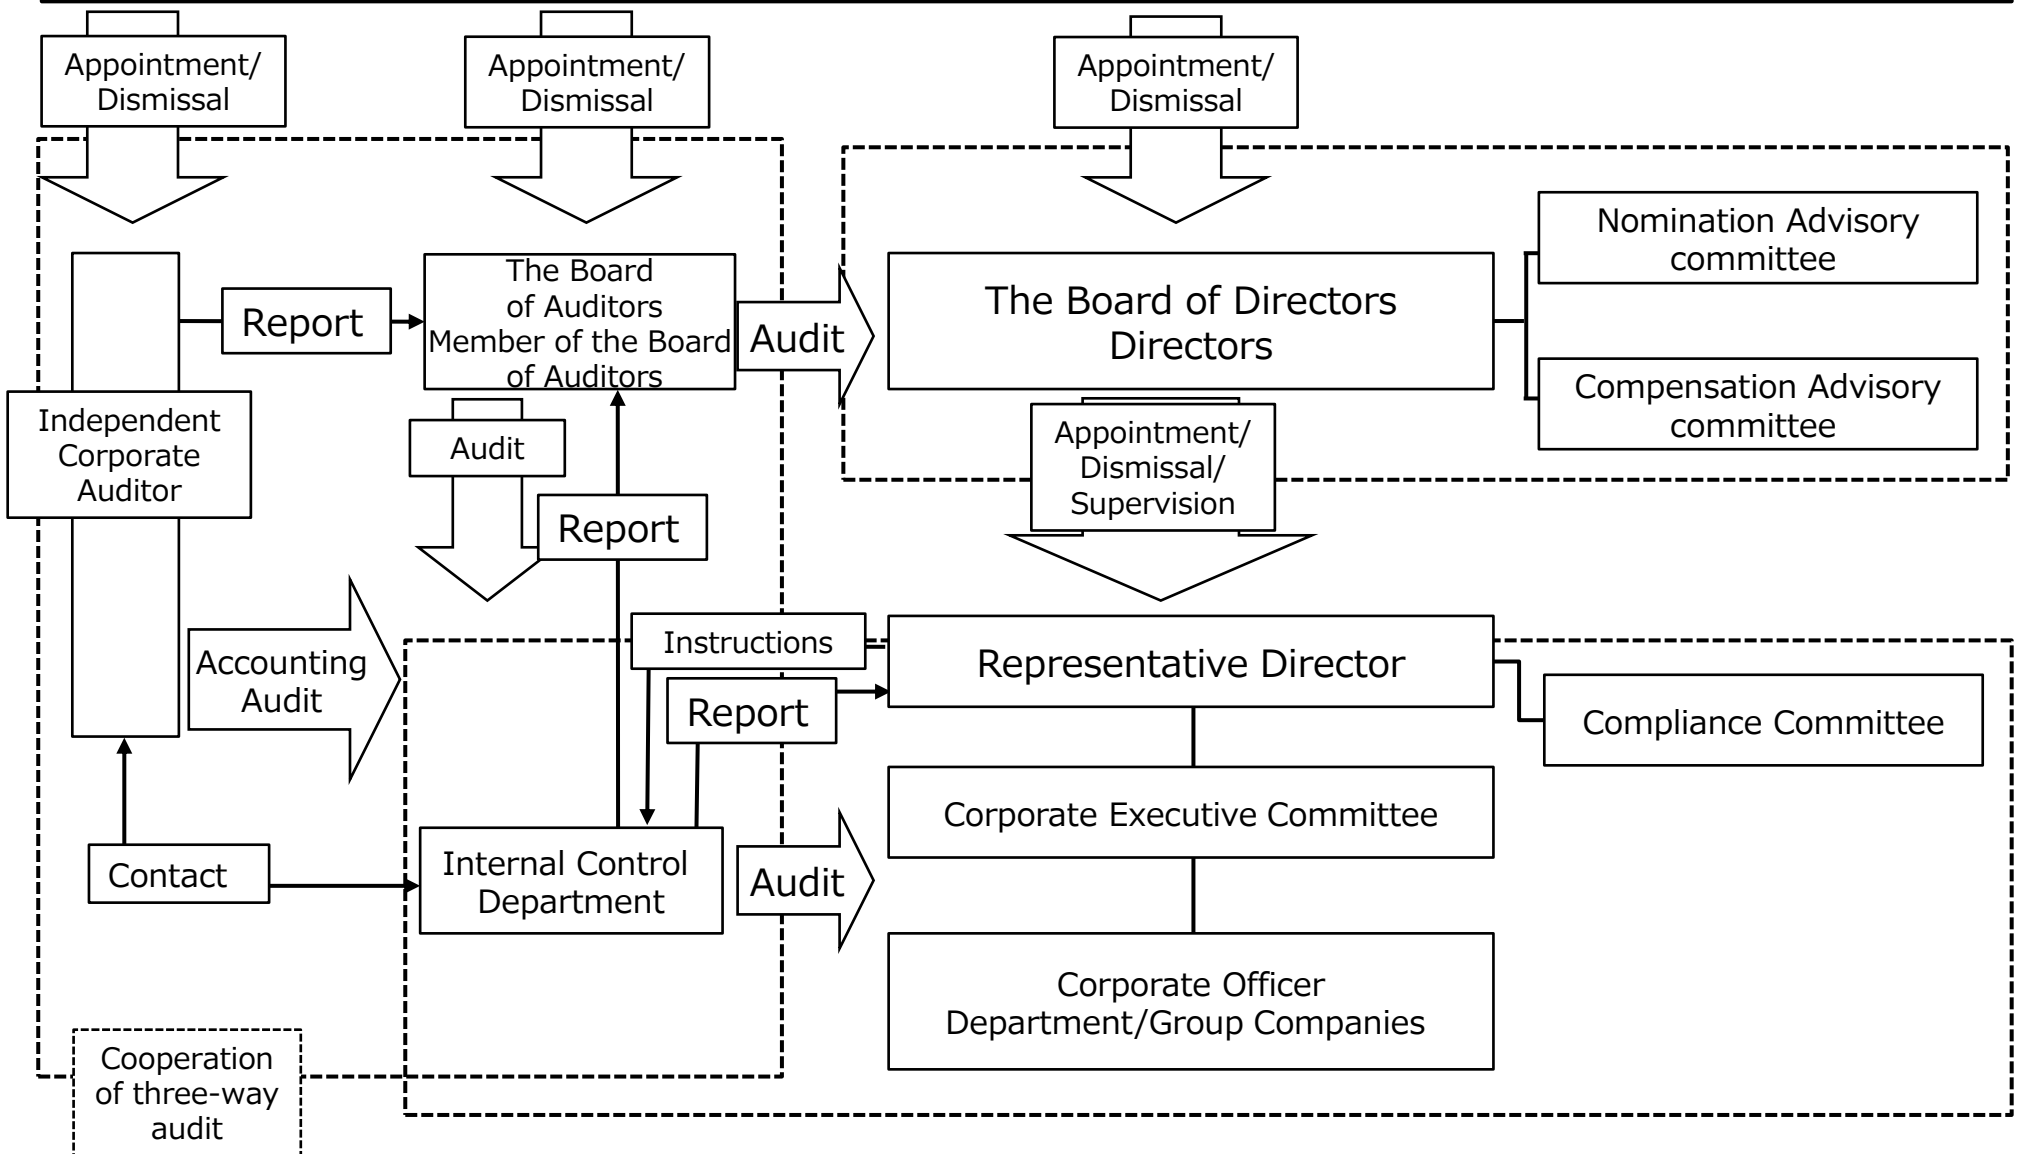 Appointment/
Dismissal
Appointment/
Dismissal
Appointment/
Dismissal
Nomination Advisory
committee
The Board
of Auditors
Member of the Board
of Auditors
Report
Audit
The Board of Directors
Directors
Compensation Advisory
committee
Independent
Corporate
Auditor
Audit
Appointment/
Dismissal/
Supervision
Report
Instructions
Representative Director
Accounting
Audit
Report
Compliance Committee
Corporate Executive Committee
Contact
Internal Control
Department
Audit
Corporate Officer
Department/Group Companies
Cooperation
of three-way
audit